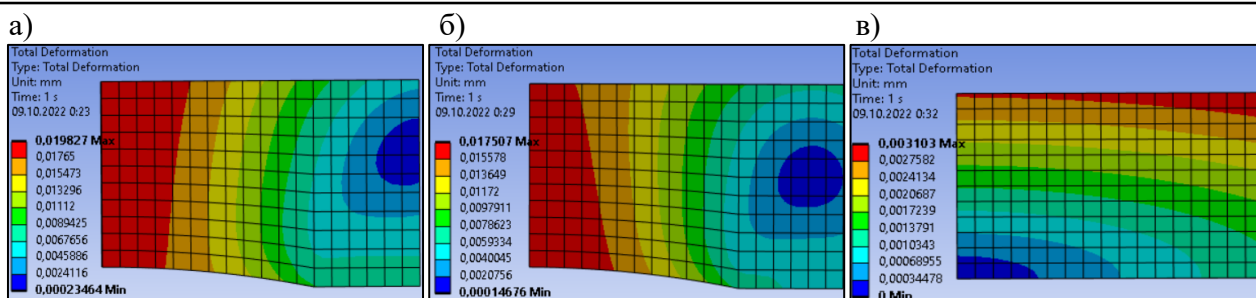 а)
Total Deformation
Type: Total Deformation
Unit: mm
Time: 1 s
09.10.2022 0:23
0,019827 Max
0,01765
0,015473
0,013296
0,01112
0,0089425
0,0067656
0,0045886
0,0024116
0,00023464 Min
б)
Total Deformation
Type: Total Deformation
Unit: mm
Time: 1 s
09.10.2022 0:29
0,017507 Max
0,015578
0,013649
0,01172
0,0097911
0,0078623
0,0059334
0,0040045
0,0020756
0,00014676 Min
в)
Total Deformation
Type: Total Deformation
Unit: mm
Time: 1 s
09.10.2022 0:32
0,003103 Max
0,0027582
0,0024134
0,0020687
0,0017239
0,0013791
0,0010343
0,00068955
0,00034478
0 Min